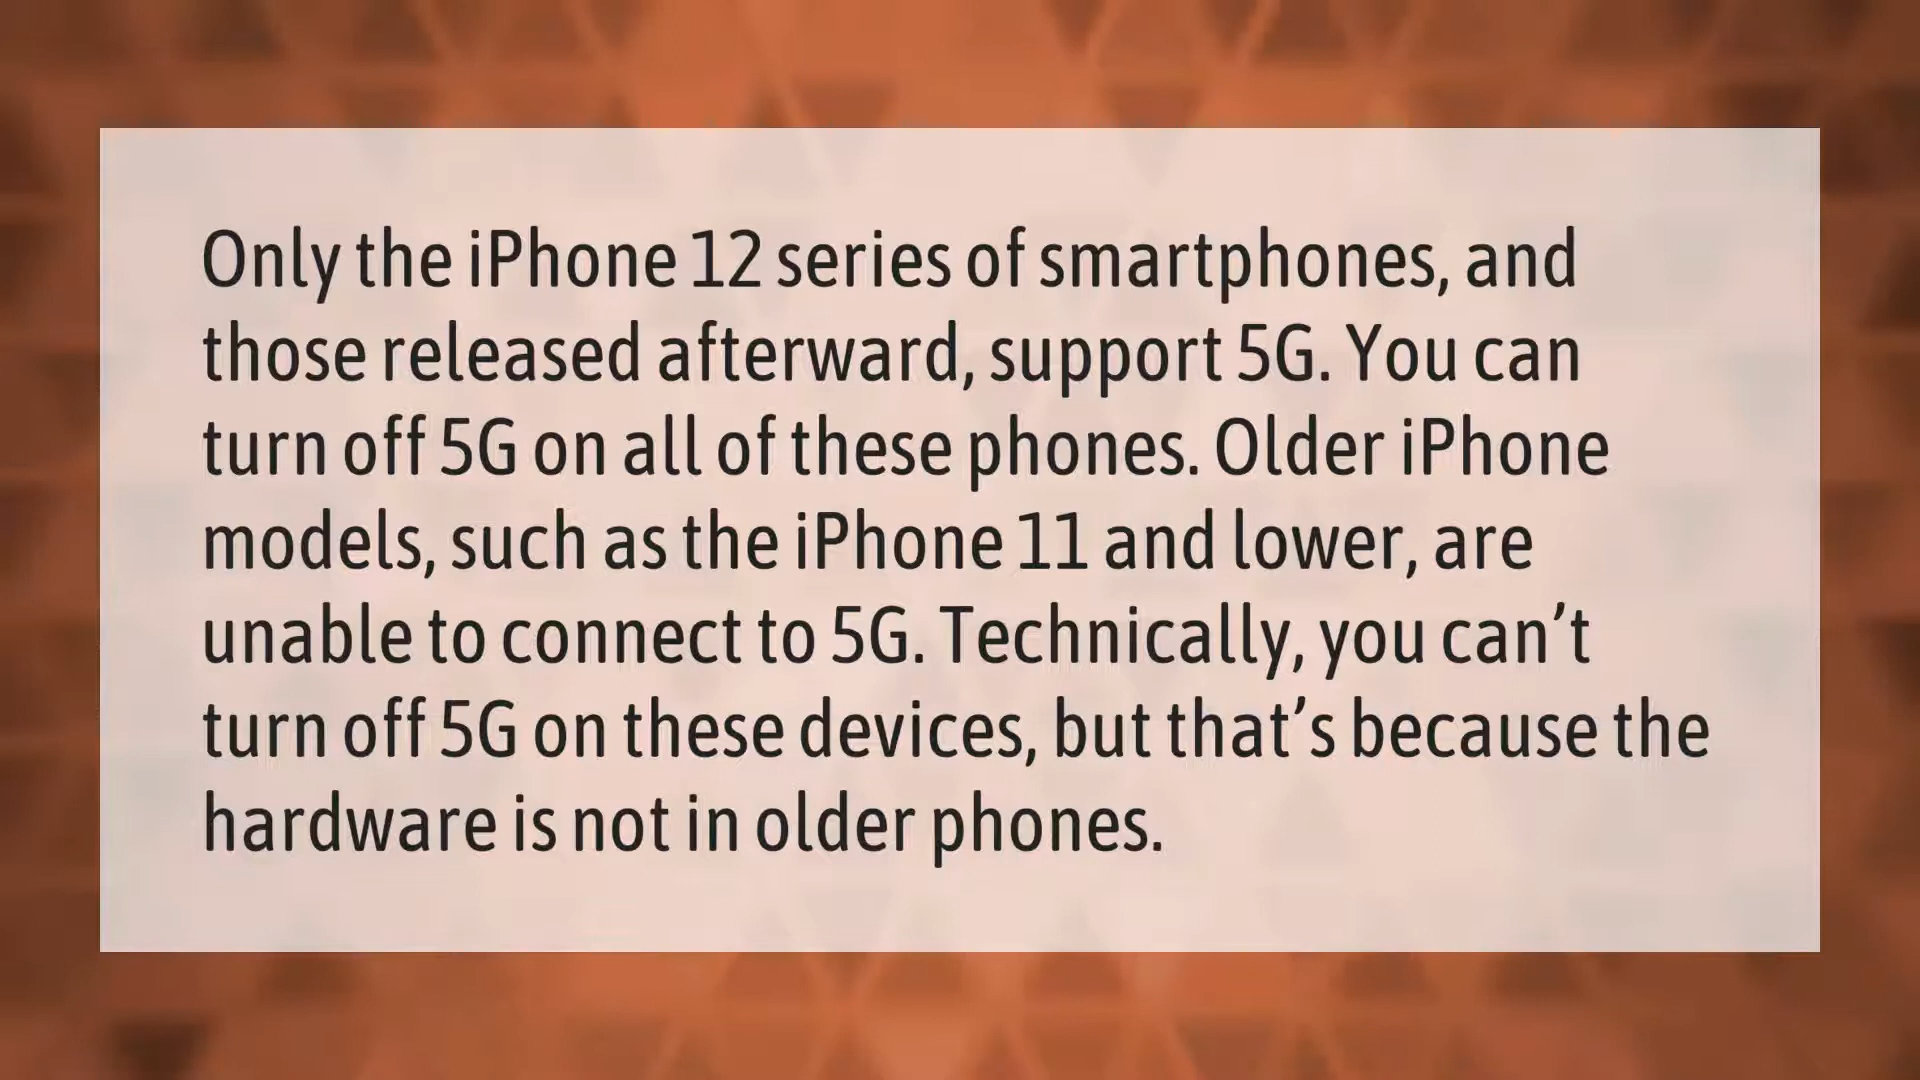 Only the iPhone 12 series of smartphones, and
those released afterward, support 5G. You can
turn off 5G on all of these phones. Older iPhone
models, such as the iPhone 11 and lower, are
unable to connect to 5G. Technically, you can’t
turn off 5G on these devices, but that’s because the
hardware is not in older phones.